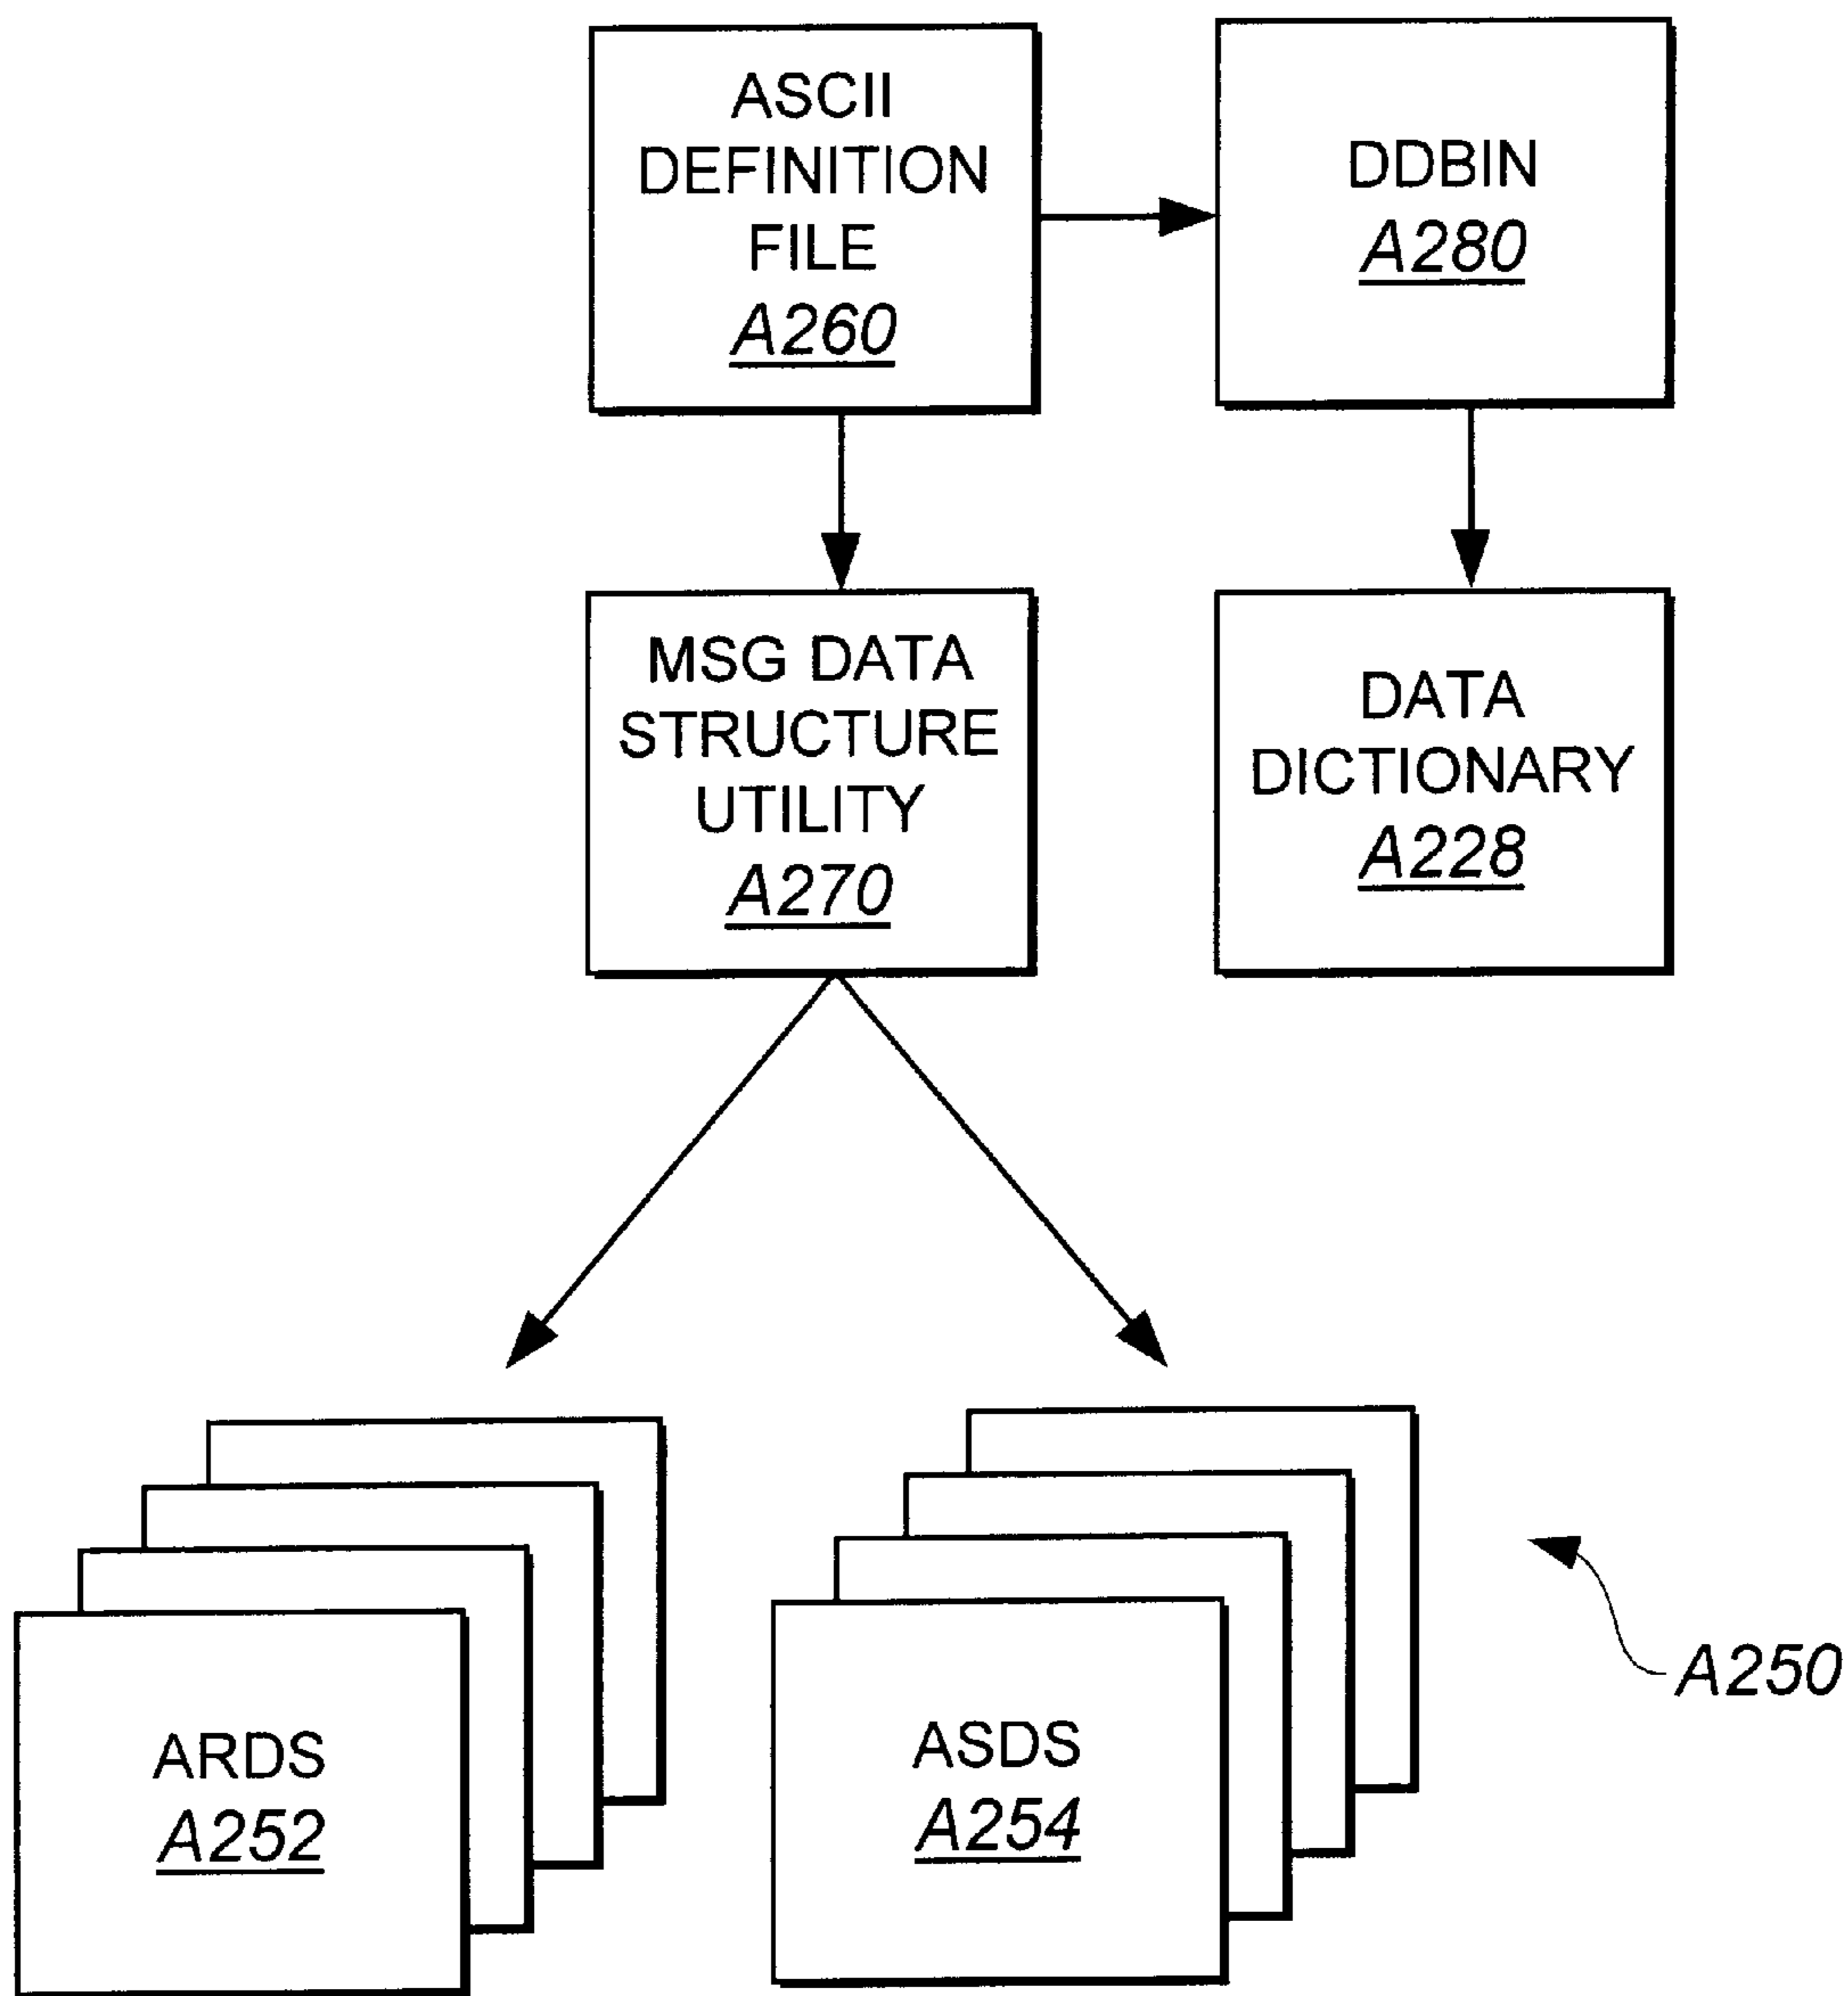 ASCII
DEFINITION
FILE
A260
DDBIN
A280
MSG DATA
STRUCTURE
UTILITY
A270
DATA
DICTIONARY
A228
ARDS
A252
ASDS
A254
A250